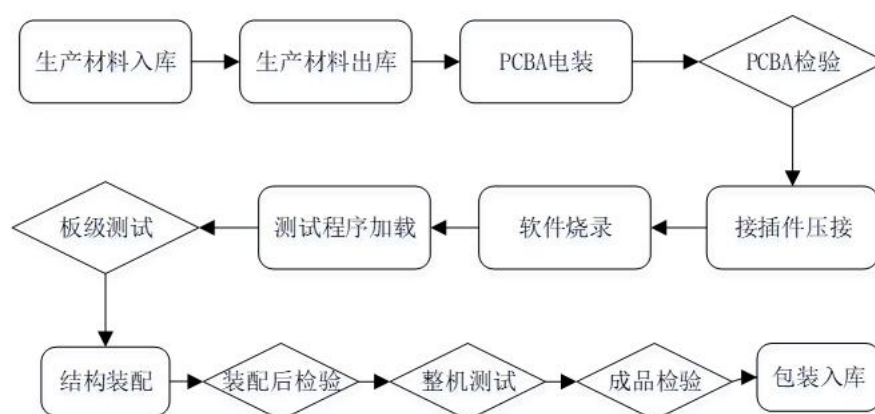 生产材料入库
生产材料出库
PCBA电装
PCBA检验
接插件压接
软件烧录
测试程序加载
板级测试
结构装配
装配后检验
整机测试
成品检验
包装入库